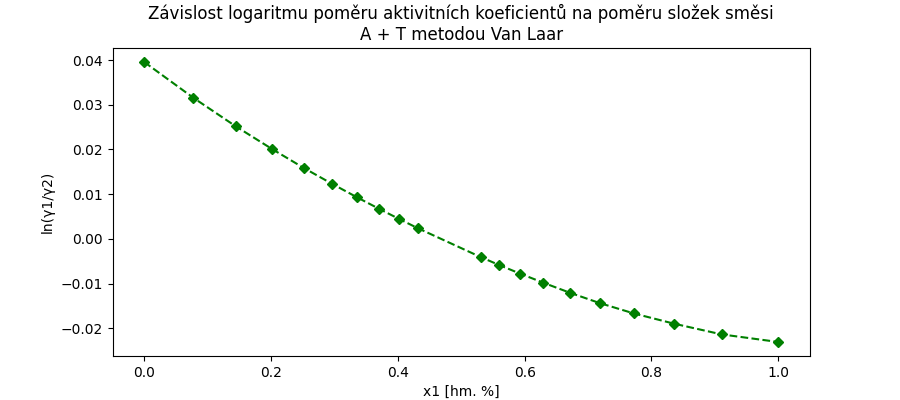 Závislost logaritmu poměru aktivitních koeficientů na poměru složek směsi
A + T metodou Van Laar
0.04
0.03
0.02
0.01
0.00
−0.01
−0.02
ln(γ1/γ2)
0.0 0.2 0.4 0.6 0.8 1.0
x1 [hm. %]